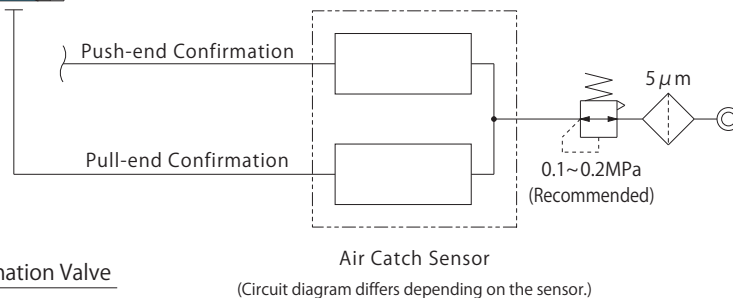 Push-end Confirmation
5μm
Pull-end Confirmation
0.1~0.2MPa
(Recommended)
Air Catch Sensor
Valve
(Circuit diagram differs depending on the sensor.)